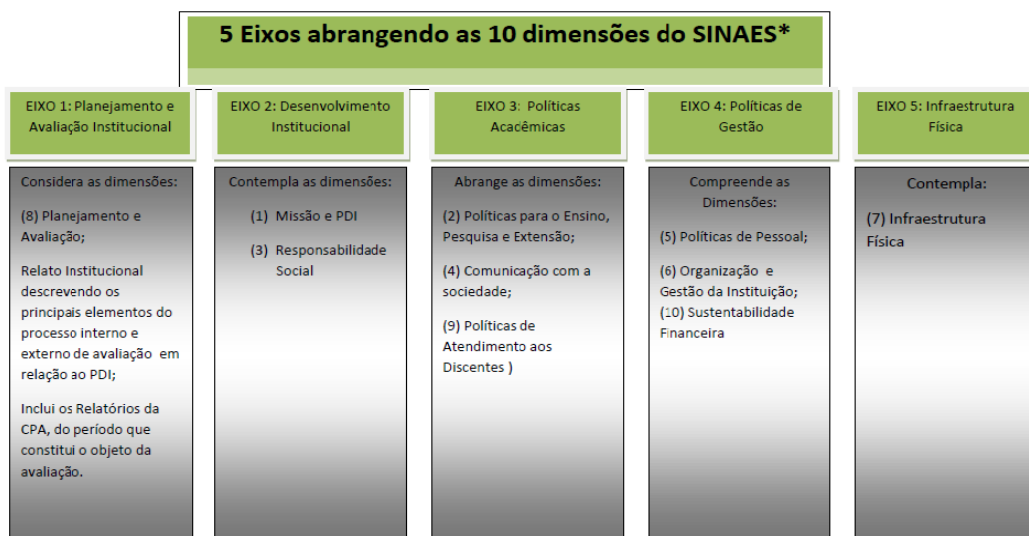 5 Eixos abrangendo as 10 dimensões do SINAES*
EIXO 1: Planejamento e
Avaliação Institucional
Considera as dimensões:
(8) Planejamento e
Avaliação;
Relato Institucional
descrevendo os
principais elementos do
processo interno e
externo de avaliação em
relação ao PDI;
Inclui os Relatórios da
CPA, do período que
constitui o objeto da
avaliação.
EIXO 2: Desenvolvimento
Institucional
Contempla as dimensões:
(1) Missão e PDI
(3) Responsabilidade
Social
EIXO 3: Políticas
Acadêmicas
Abrange as dimensões:
(2) Políticas para o Ensino,
Pesquisa e Extensão;
(4) Comunicação com a
sociedade;
(9) Políticas de
Atendimento aos
Discentes )
EIXO 4: Políticas de
Gestão
Compreende as
Dimensões:
(5) Políticas de Pessoal;
(6) Organização e
Gestão da Instituição;
(10) Sustentabilidade
Financeira
EIXO 5: Infraestrutura
Física
Contempla:
(7) Infraestrutura
Física